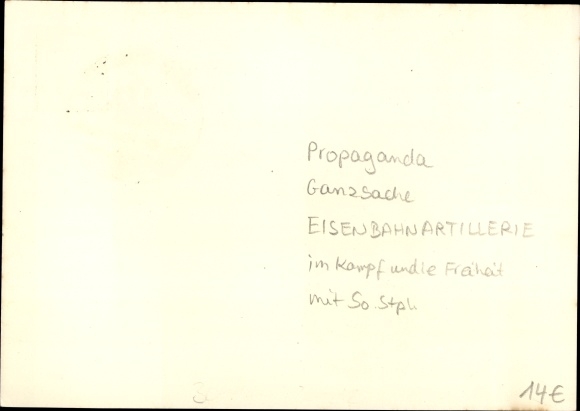 Propaganda
Ganzsache
EISENBAHNARTILLERIE
im Kampf um die Freiheit
mit So. Stpl.
14€